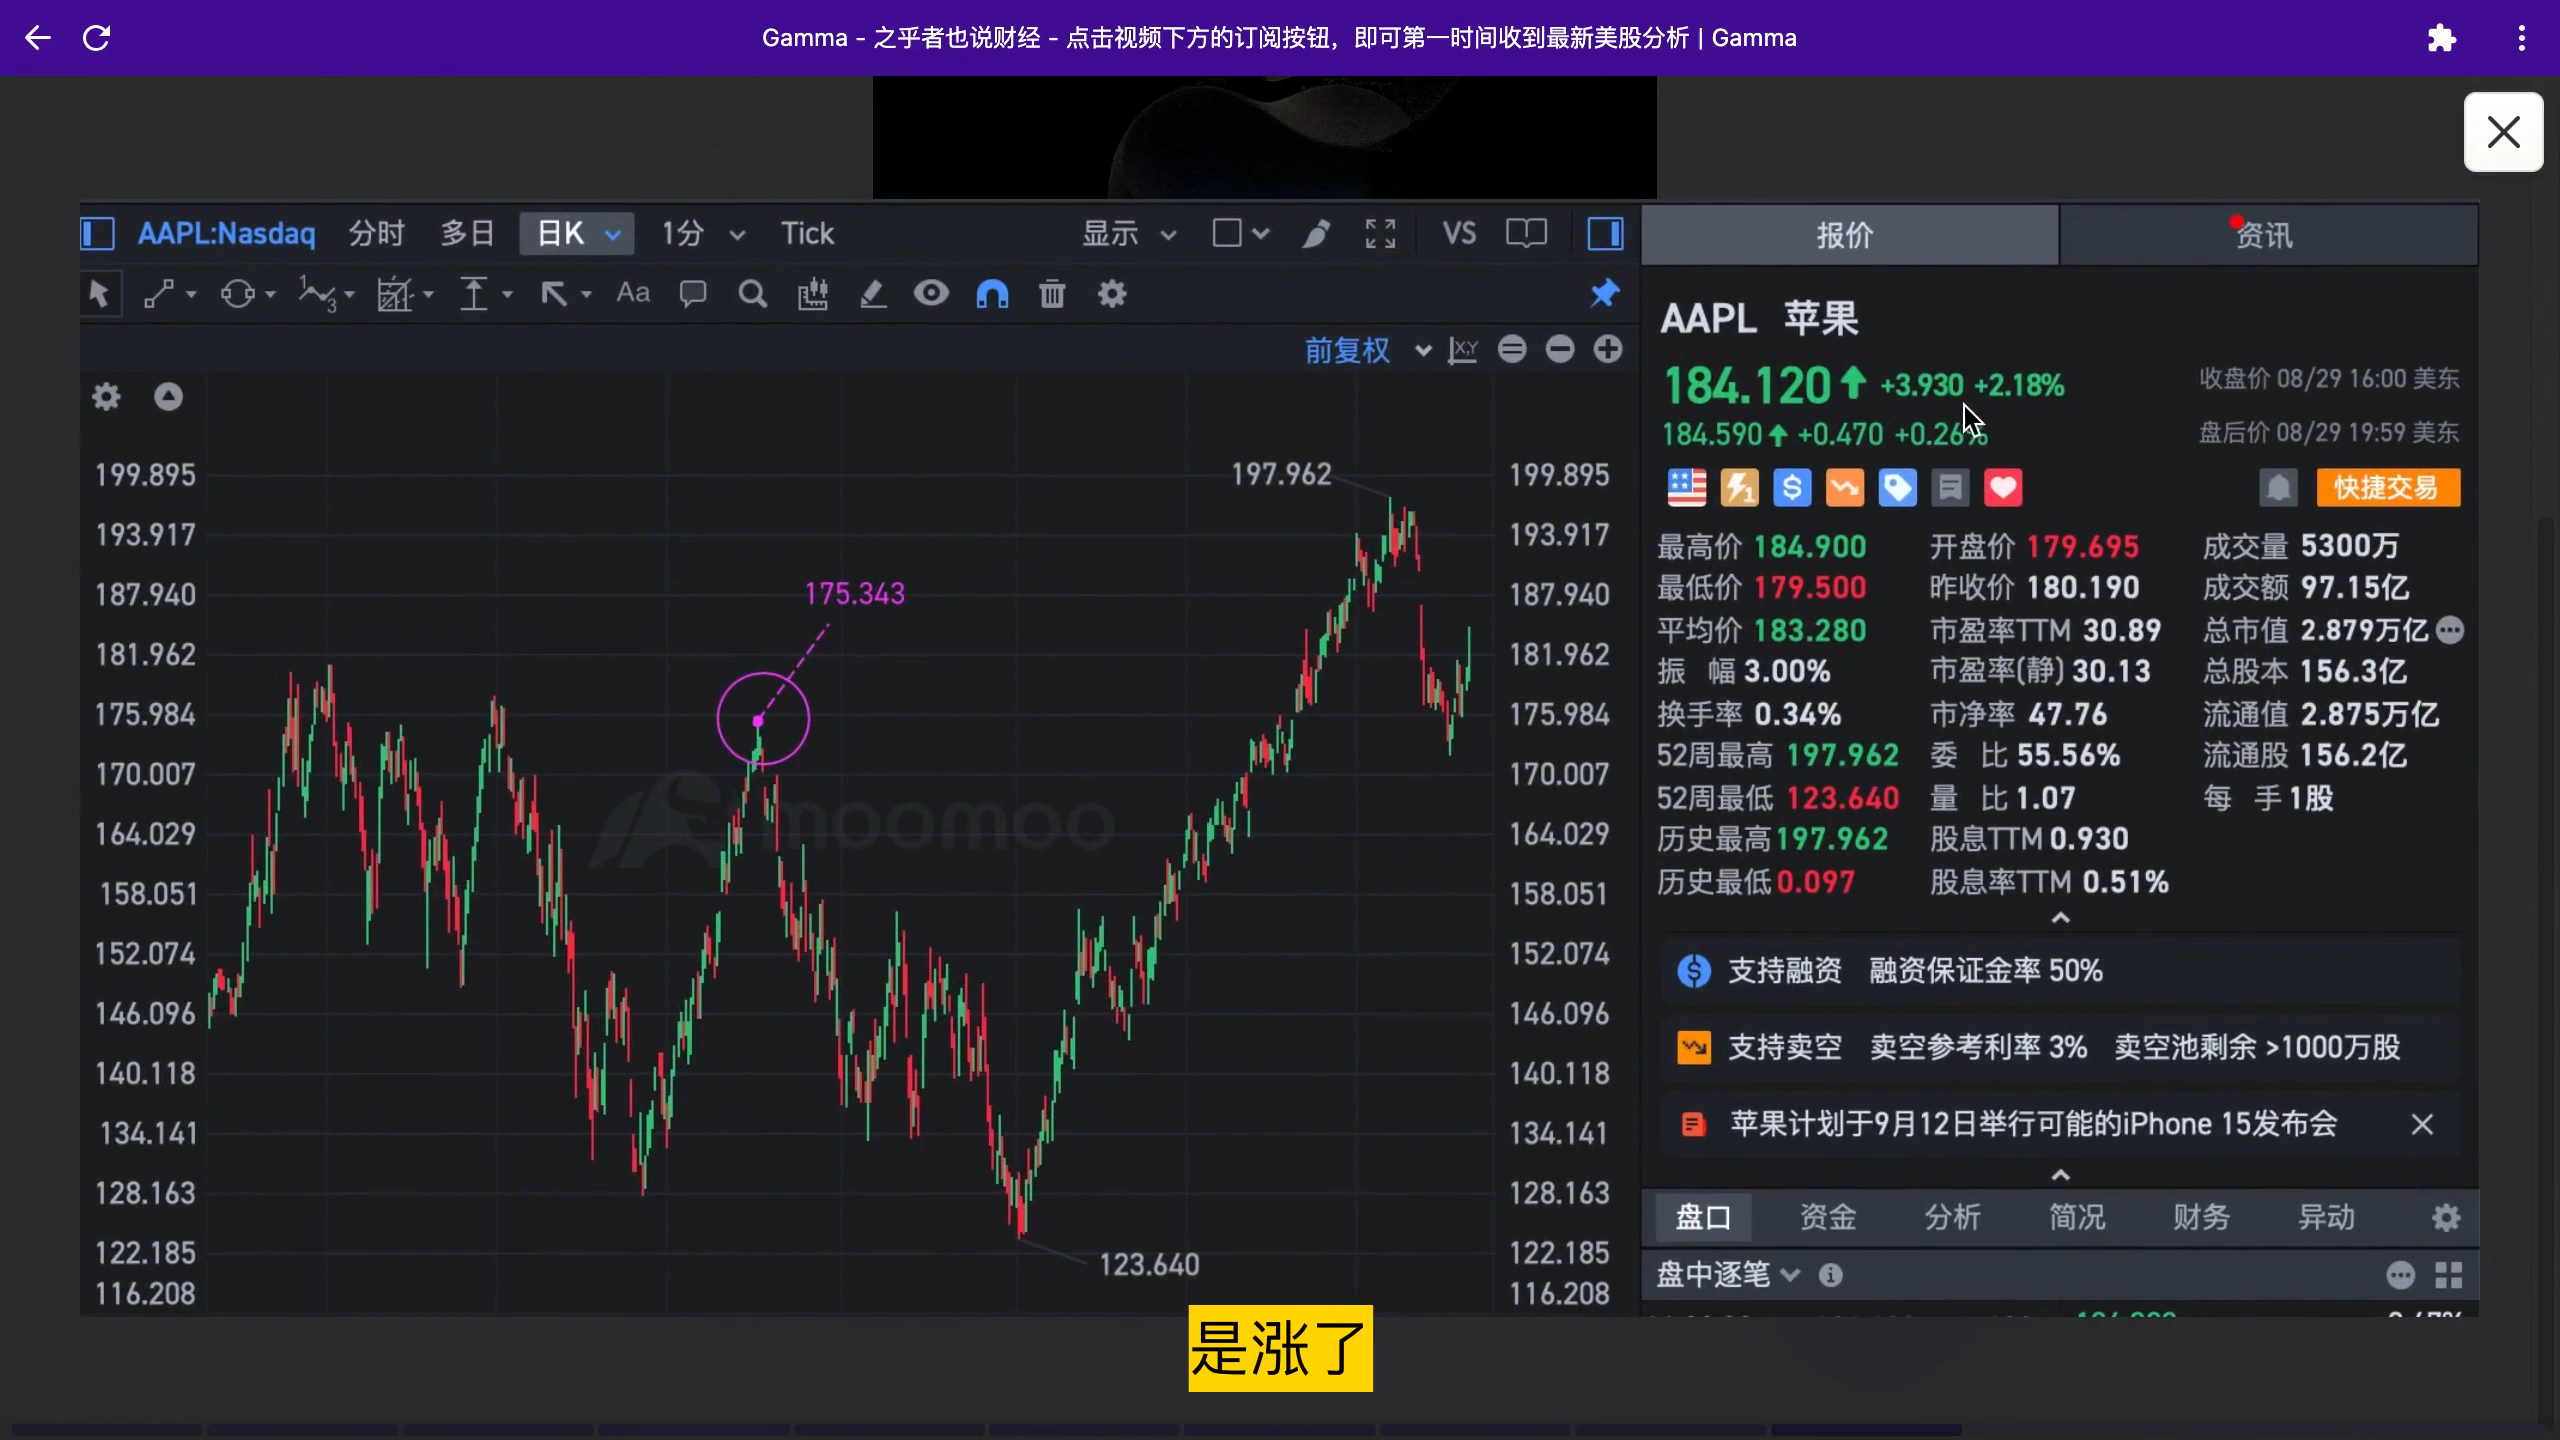 Gamma - 之乎者也说财经 - 点击视频下方的订阅按钮，即可第一时间收到最新美股分析 | Gamma
AAPL:Nasdaq 分时 多日 日K 1分 Tick 显示 VS
报价 资讯
Aa
前复权 X,Y
AAPL 苹果
184.120 +3.930 +2.18% 收盘价 08/29 16:00 美东
184.590 +0.470 +0.26% 盘后价 08/29 19:59 美东
快捷交易
最高价 184.900 开盘价 179.695 成交量 5300万
最低价 179.500 昨收价 180.190 成交额 97.15亿
平均价 183.280 市盈率TTM 30.89 总市值 2.879万亿
振 幅 3.00% 市盈率(静) 30.13 总股本 156.3亿
换手率 0.34% 市净率 47.76 流通值 2.875万亿
52周最高 197.962 委 比 55.56% 流通股 156.2亿
52周最低 123.640 量 比 1.07 每 手 1股
历史最高 197.962 股息TTM 0.930
历史最低 0.097 股息率TTM 0.51%
支持融资 融资保证金率 50%
支持卖空 卖空参考利率 3% 卖空池剩余 >1000万股
苹果计划于9月12日举行可能的iPhone 15发布会
盘口 资金 分析 简况 财务 异动
盘中逐笔
199.895 197.962 199.895
193.917 193.917
187.940 175.343 187.940
181.962 181.962
175.984 175.984
170.007 170.007
moomoo
164.029 164.029
158.051 158.051
152.074 152.074
146.096 146.096
140.118 140.118
134.141 134.141
128.163 128.163
122.185 123.640 122.185
116.208 116.208
是涨了